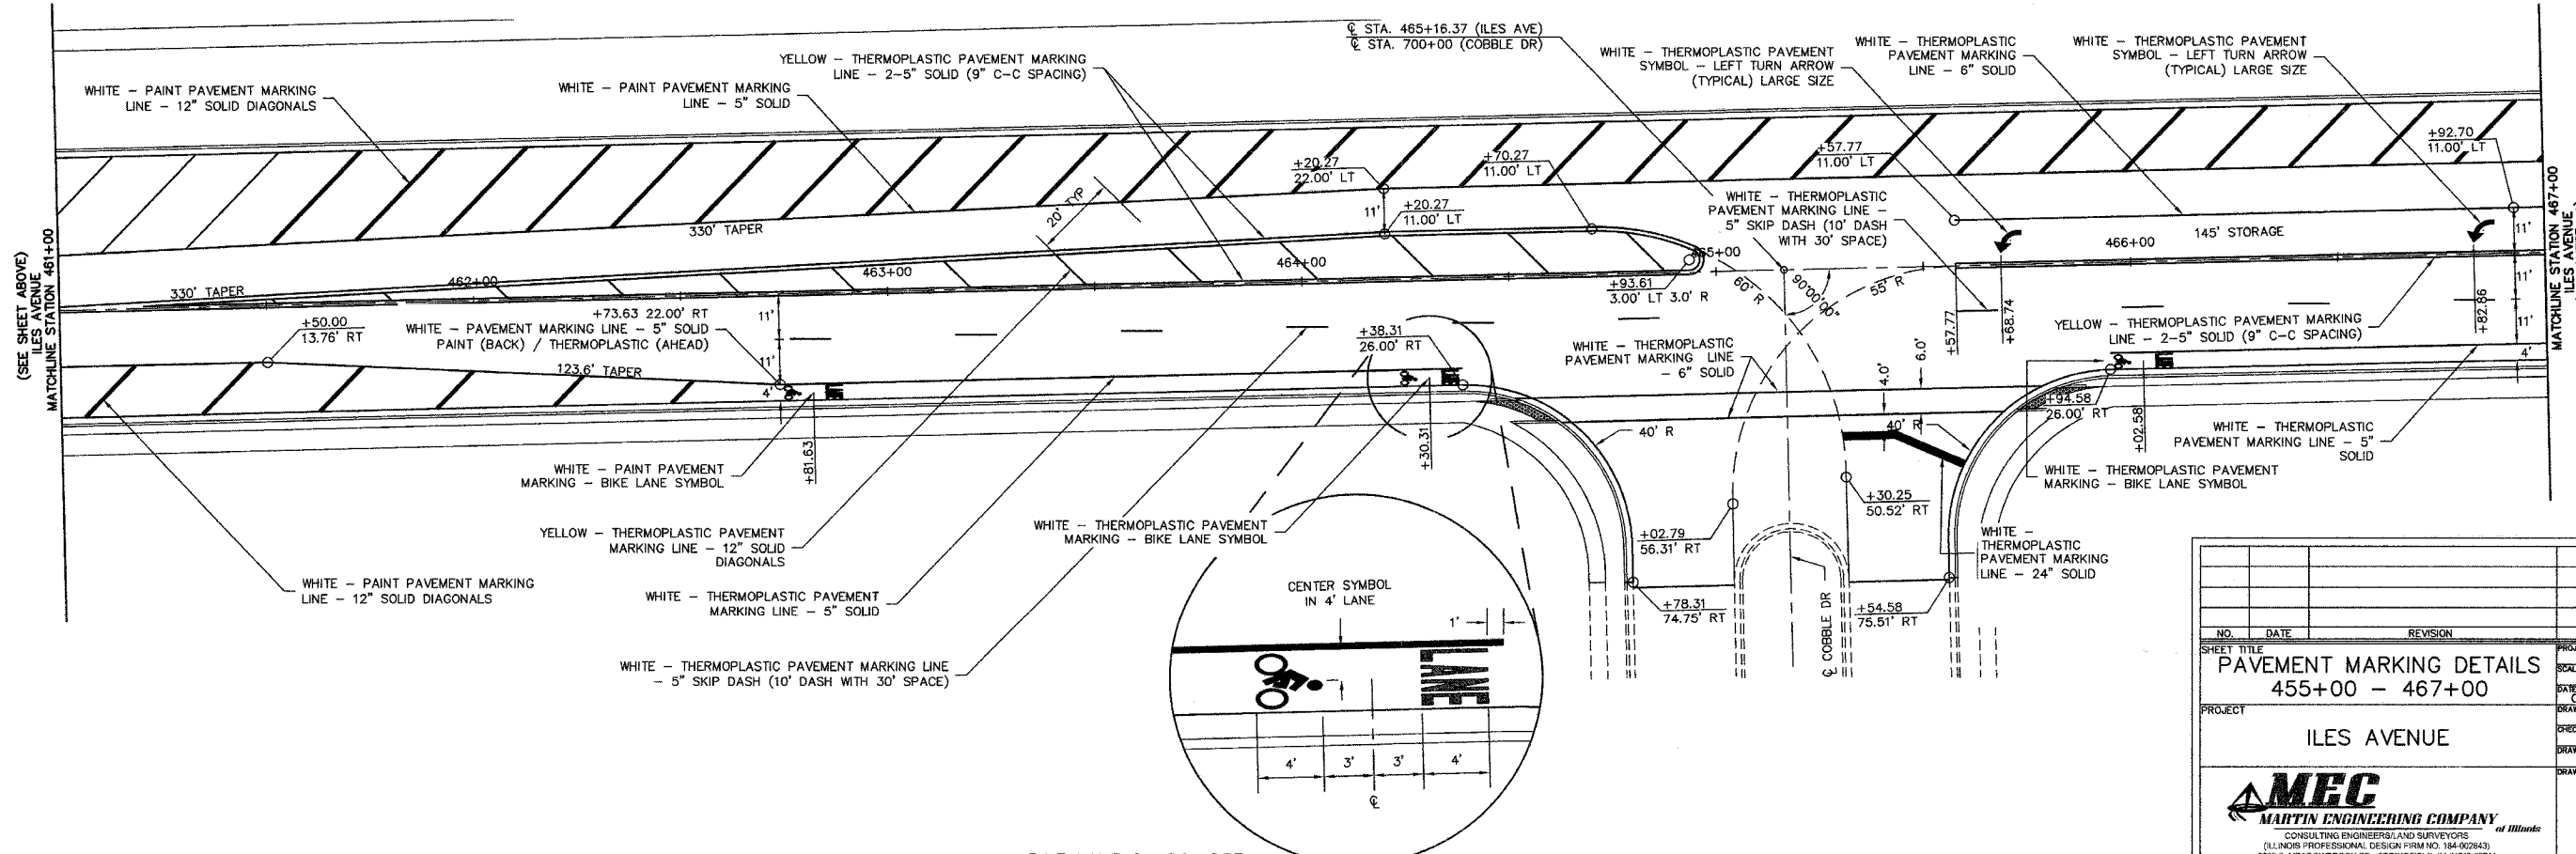 ℄ STA. 465+16.37 (ILES AVE)
℄ STA. 700+00 (COBBLE DR)
YELLOW – THERMOPLASTIC PAVEMENT MARKING
LINE – 2–5" SOLID (9" C–C SPACING)
WHITE – PAINT PAVEMENT MARKING
LINE – 12" SOLID DIAGONALS
WHITE – PAINT PAVEMENT MARKING
LINE – 5" SOLID
WHITE – THERMOPLASTIC PAVEMENT
SYMBOL – LEFT TURN ARROW
(TYPICAL) LARGE SIZE
WHITE – THERMOPLASTIC
PAVEMENT MARKING
LINE – 6" SOLID
WHITE – THERMOPLASTIC PAVEMENT
SYMBOL – LEFT TURN ARROW
(TYPICAL) LARGE SIZE
+20.27
22.00' LT
+70.27
11.00' LT
+57.77
11.00' LT
+92.70
11.00' LT
20' TYP
11'
+20.27
11.00' LT
WHITE – THERMOPLASTIC
PAVEMENT MARKING LINE –
5" SKIP DASH (10' DASH
WITH 30' SPACE)
330' TAPER
145' STORAGE
466+00
11'
(SEE SHEET ABOVE)
ILES AVENUE
MATCHLINE STATION 461+00
MATCHLINE STATION 467+00
ILES AVENUE
330' TAPER
462+00
463+00
464+00
465+00
+93.61
3.00' LT 3.0' R
60' R
90°00'00"
55' R
+57.77
+68.74
+82.86
11'
11'
4'
+50.00
13.76' RT
+73.63 22.00' RT
WHITE – PAVEMENT MARKING LINE – 5" SOLID
PAINT (BACK) / THERMOPLASTIC (AHEAD)
11'
11'
4'
123.6' TAPER
+38.31
26.00' RT
WHITE – THERMOPLASTIC
PAVEMENT MARKING LINE
– 6" SOLID
YELLOW – THERMOPLASTIC PAVEMENT MARKING
LINE – 2–5" SOLID (9" C–C SPACING)
4.0'
6.0'
+81.63
+30.31
40' R
40' R
+94.58
26.00' RT
+02.58
WHITE – THERMOPLASTIC
PAVEMENT MARKING LINE – 5"
SOLID
WHITE – PAINT PAVEMENT
MARKING – BIKE LANE SYMBOL
WHITE – THERMOPLASTIC PAVEMENT
MARKING – BIKE LANE SYMBOL
+30.25
50.52' RT
YELLOW – THERMOPLASTIC PAVEMENT
MARKING LINE – 12" SOLID
DIAGONALS
WHITE – THERMOPLASTIC PAVEMENT
MARKING – BIKE LANE SYMBOL
+02.79
56.31' RT
WHITE –
THERMOPLASTIC
PAVEMENT MARKING
LINE – 24" SOLID
WHITE – PAINT PAVEMENT MARKING
LINE – 12" SOLID DIAGONALS
WHITE – THERMOPLASTIC PAVEMENT
MARKING LINE – 5" SOLID
CENTER SYMBOL
IN 4' LANE
1'
+78.31
74.75' RT
℄ COBBLE DR
+54.58
75.51' RT
WHITE – THERMOPLASTIC PAVEMENT MARKING LINE
– 5" SKIP DASH (10' DASH WITH 30' SPACE)
LANE
4' 3' 3' 4'
℄
NO. DATE REVISION
SHEET TITLE
PAVEMENT MARKING DETAILS
455+00 – 467+00
PROJECT
ILES AVENUE
MEC
MARTIN ENGINEERING COMPANY
of Illinois
CONSULTING ENGINEERS/LAND SURVEYORS
(ILLINOIS PROFESSIONAL DESIGN FIRM NO. 184-002843)